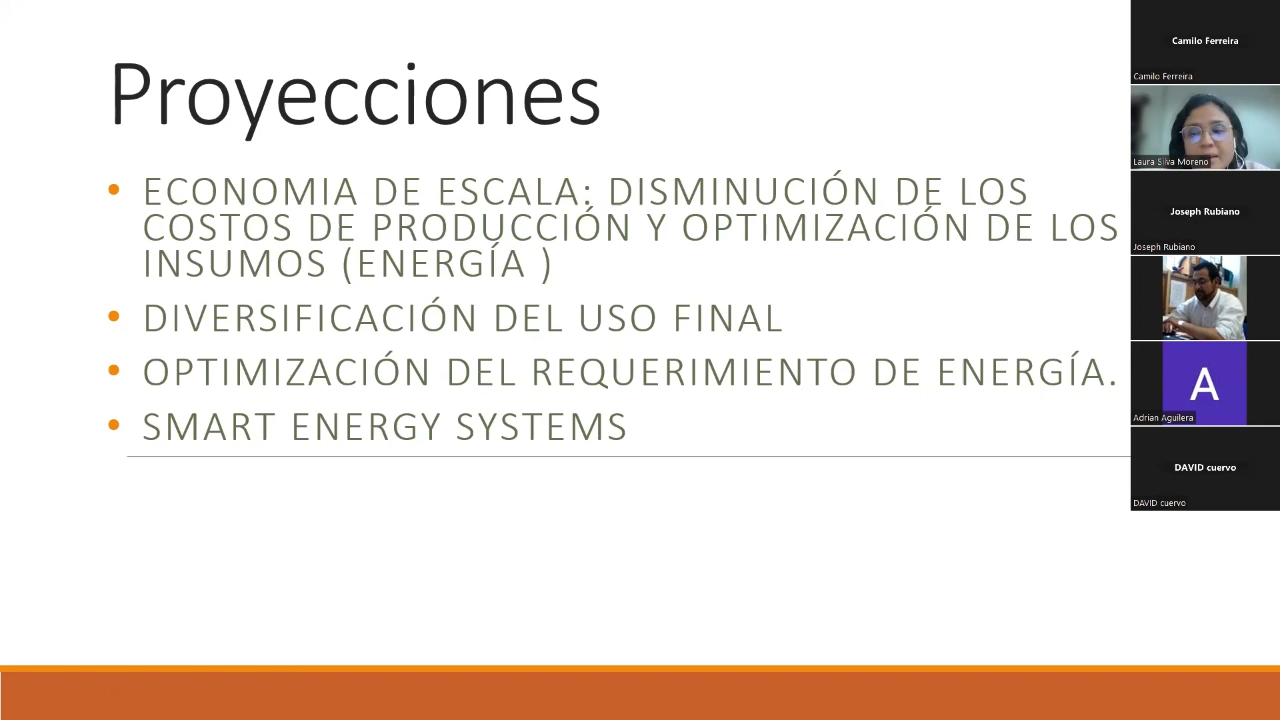 Proyecciones
• ECONOMIA DE ESCALA: DISMINUCIÓN DE LOS
COSTOS DE PRODUCCIÓN Y OPTIMIZACIÓN DE LOS
INSUMOS (ENERGÍA )
• DIVERSIFICACIÓN DEL USO FINAL
• OPTIMIZACIÓN DEL REQUERIMIENTO DE ENERGÍA.
• SMART ENERGY SYSTEMS
Camilo Ferreira
Camilo Ferreira
Laura Silva Moreno
Joseph Rubiano
Joseph Rubiano
A
Adrian Aguilera
DAVID cuervo
DAVID cuervo